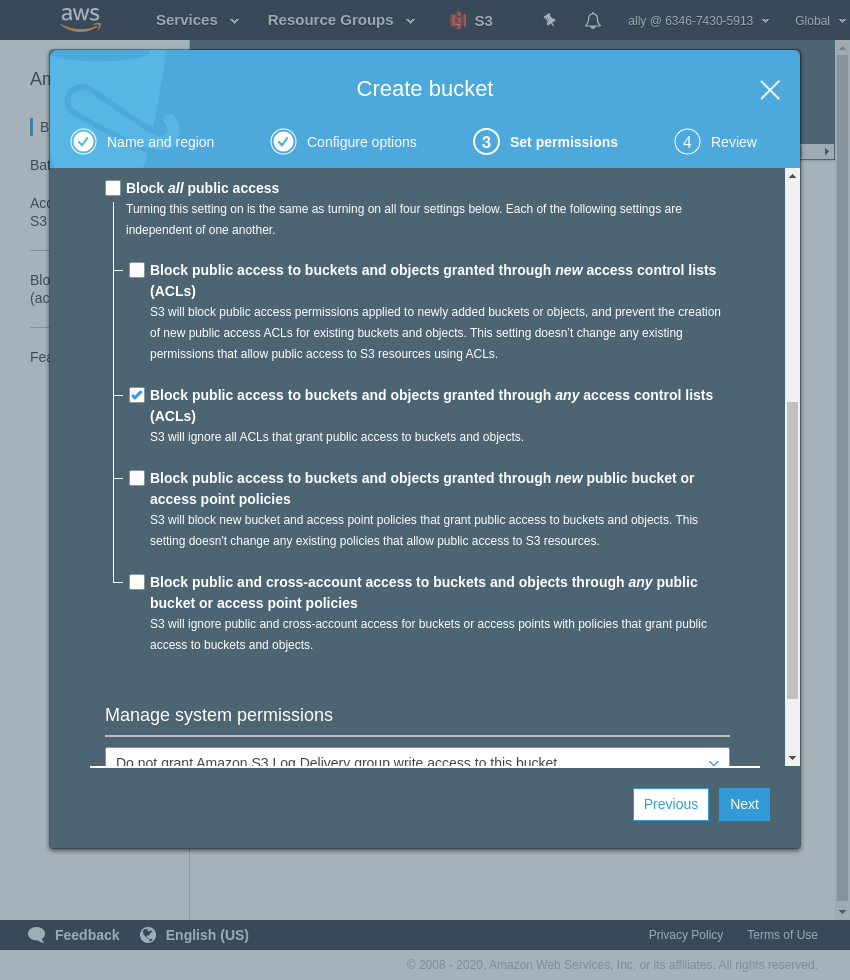 aws
Services
Resource Groups
S3
ally @ 6346-7430-5913
Global
Create bucket
Name and region
Configure options
3 Set permissions
4 Review
Block all public access
Turning this setting on is the same as turning on all four settings below. Each of the following settings are
independent of one another.
Block public access to buckets and objects granted through new access control lists
(ACLs)
S3 will block public access permissions applied to newly added buckets or objects, and prevent the creation
of new public access ACLs for existing buckets and objects. This setting doesn’t change any existing
permissions that allow public access to S3 resources using ACLs.
Block public access to buckets and objects granted through any access control lists
(ACLs)
S3 will ignore all ACLs that grant public access to buckets and objects.
Block public access to buckets and objects granted through new public bucket or
access point policies
S3 will block new bucket and access point policies that grant public access to buckets and objects. This
setting doesn't change any existing policies that allow public access to S3 resources.
Block public and cross-account access to buckets and objects through any public
bucket or access point policies
S3 will ignore public and cross-account access for buckets or access points with policies that grant public
access to buckets and objects.
Manage system permissions
Do not grant Amazon S3 Log Delivery group write access to this bucket
Previous
Next
S3
Feedback
English (US)
Privacy Policy
Terms of Use
© 2008 - 2020, Amazon Web Services, Inc. or its affiliates. All rights reserved.